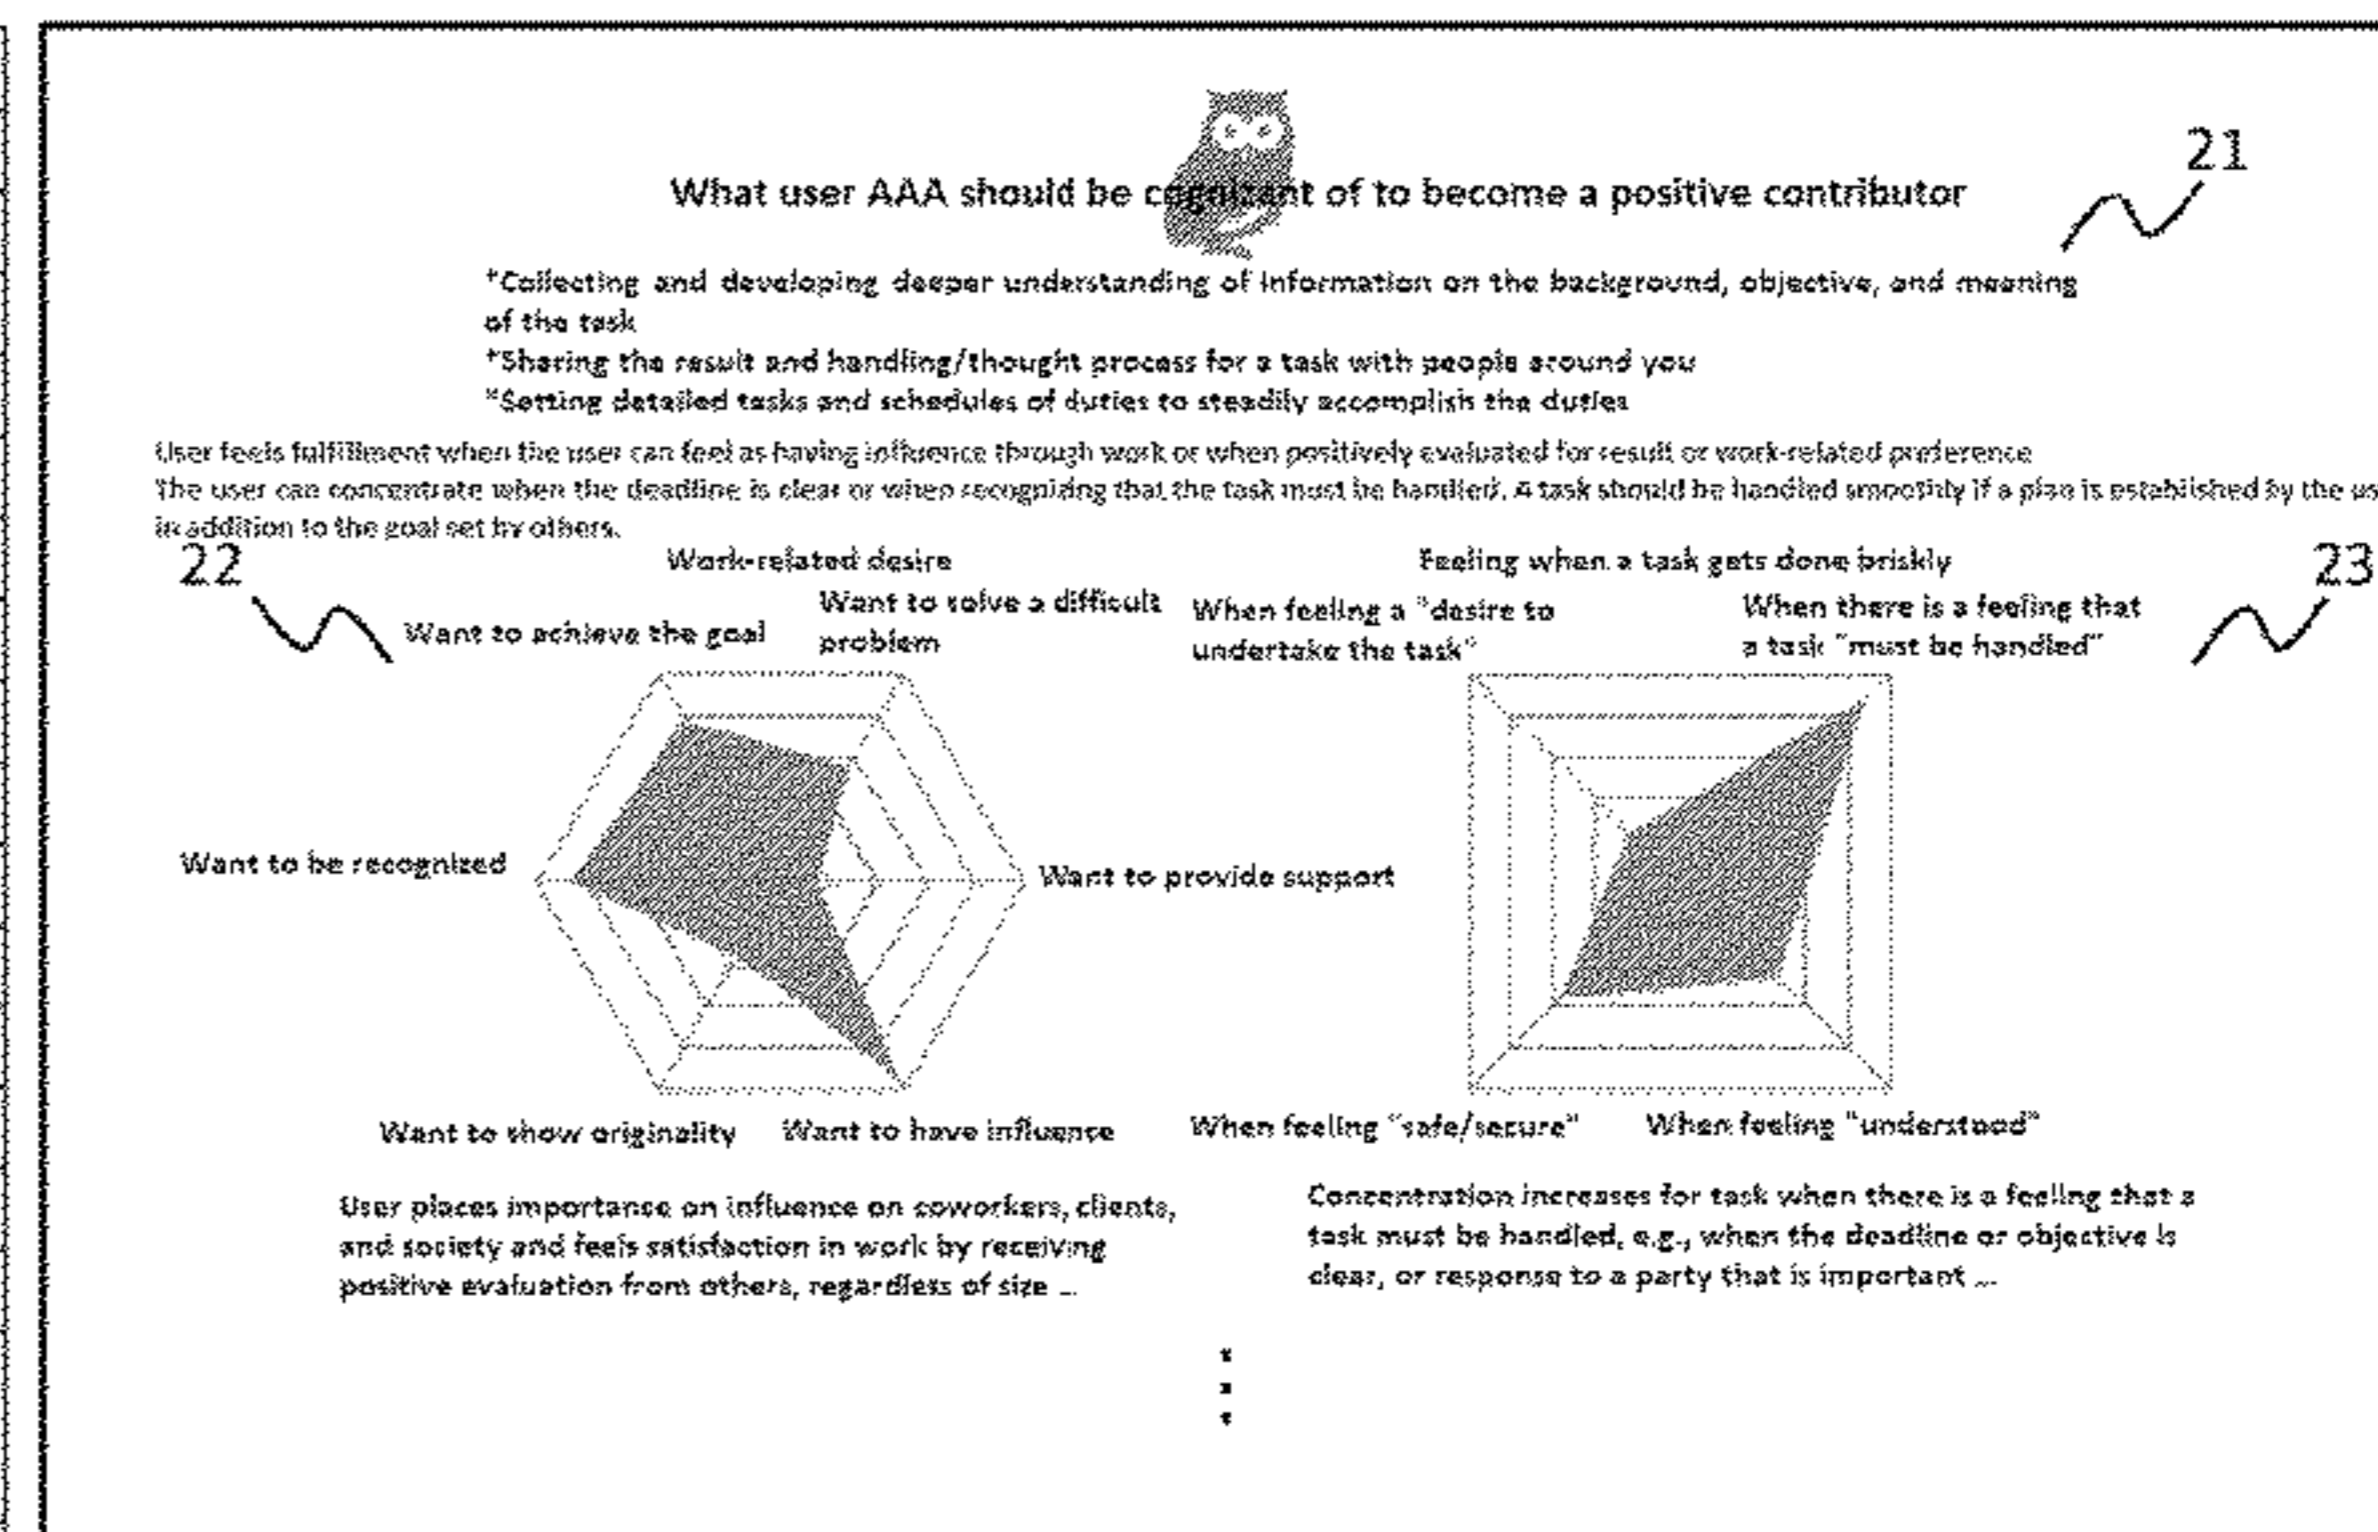 21
What user AAA should be cognizant of to become a positive contributor
*Collecting and developing deeper understanding of information on the background, objective, and meaning
of the task
*Sharing the result and handling/thought process for a task with people around you
*Setting detailed tasks and schedules of duties to steadily accomplish the duties
User feels fulfillment when the user can feel as having influence through work or when positively evaluated for result or work-related preference
The user can concentrate when the deadline is clear or when recognizing that the task must be handled. A task should be handled smoothly if a plan is established by the
in addition to the goal set by others.
22
23
Work-related desire
Want to achieve the goal
Want to solve a difficult
problem
Want to be recognized
Want to provide support
Want to show originality
Want to have influence
User places importance on influence on coworkers, clients,
and society and feels satisfaction in work by receiving
positive evaluation from others, regardless of size ...
Feeling when a task gets done briskly
When feeling a "desire to
undertake the task"
When there is a feeling that
a task "must be handled"
When feeling "safe/secure"
When feeling "understood"
Concentration increases for task when there is a feeling that a
task must be handled, e.g., when the deadline or objective is
clear, or response to a party that is important ...